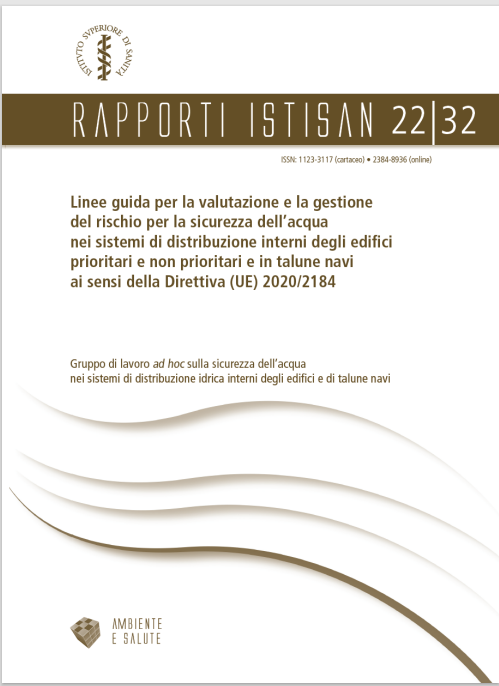 ISTITVTO SVPERIORE DI SANITÀ
RAPPORTI ISTISAN 22|32
ISSN: 1123-3117 (cartaceo) • 2384-8936 (online)
Linee guida per la valutazione e la gestione
del rischio per la sicurezza dell'acqua
nei sistemi di distribuzione interni degli edifici
prioritari e non prioritari e in talune navi
ai sensi della Direttiva (UE) 2020/2184
Gruppo di lavoro ad hoc sulla sicurezza dell'acqua
nei sistemi di distribuzione idrica interni degli edifici e di talune navi
AMBIENTE
E SALUTE